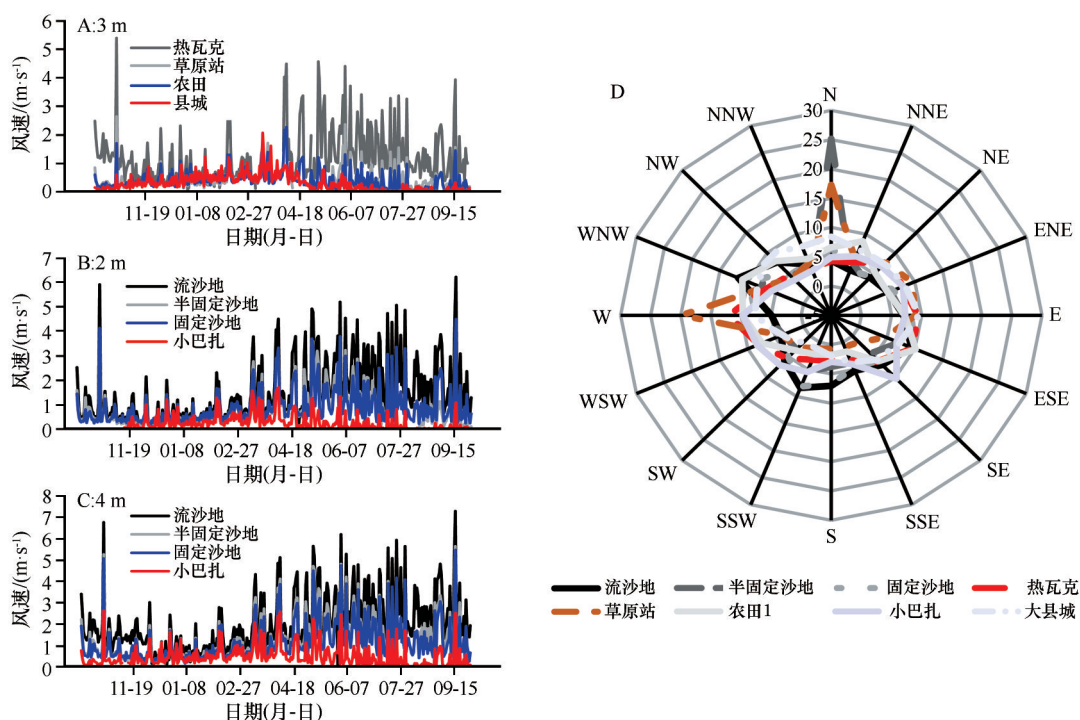 A:3 m
风速/(m·s⁻¹)
6
5
4
3
2
1
0
热瓦克
草原站
农田
县城
11-19 01-08 02-27 04-18 06-07 07-27 09-15
日期(月-日)
B:2 m
风速/(m·s⁻¹)
7
6
5
4
3
2
1
0
流沙地
半固定沙地
固定沙地
小巴扎
11-19 01-08 02-27 04-18 06-07 07-27 09-15
日期(月-日)
C:4 m
风速/(m·s⁻¹)
8
7
6
5
4
3
2
1
0
流沙地
半固定沙地
固定沙地
小巴扎
11-19 01-08 02-27 04-18 06-07 07-27 09-15
日期(月-日)
D
N
NNE
NE
ENE
E
ESE
SE
SSE
S
SSW
SW
WSW
W
WNW
NW
NNW
30
25
20
15
10
5
0
流沙地 半固定沙地 固定沙地 热瓦克
草原站 农田1 小巴扎 大县城